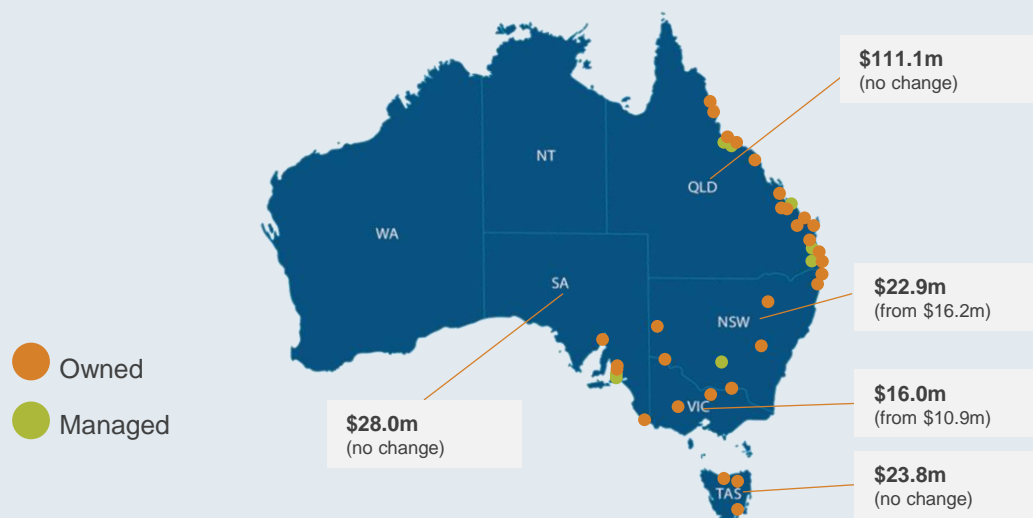 $111.1m
(no change)
NT
QLD
WA
SA
$22.9m
(from $16.2m)
NSW
Owned
Managed
$16.0m
(from $10.9m)
VIC
$28.0m
(no change)
$23.8m
(no change)
TAS